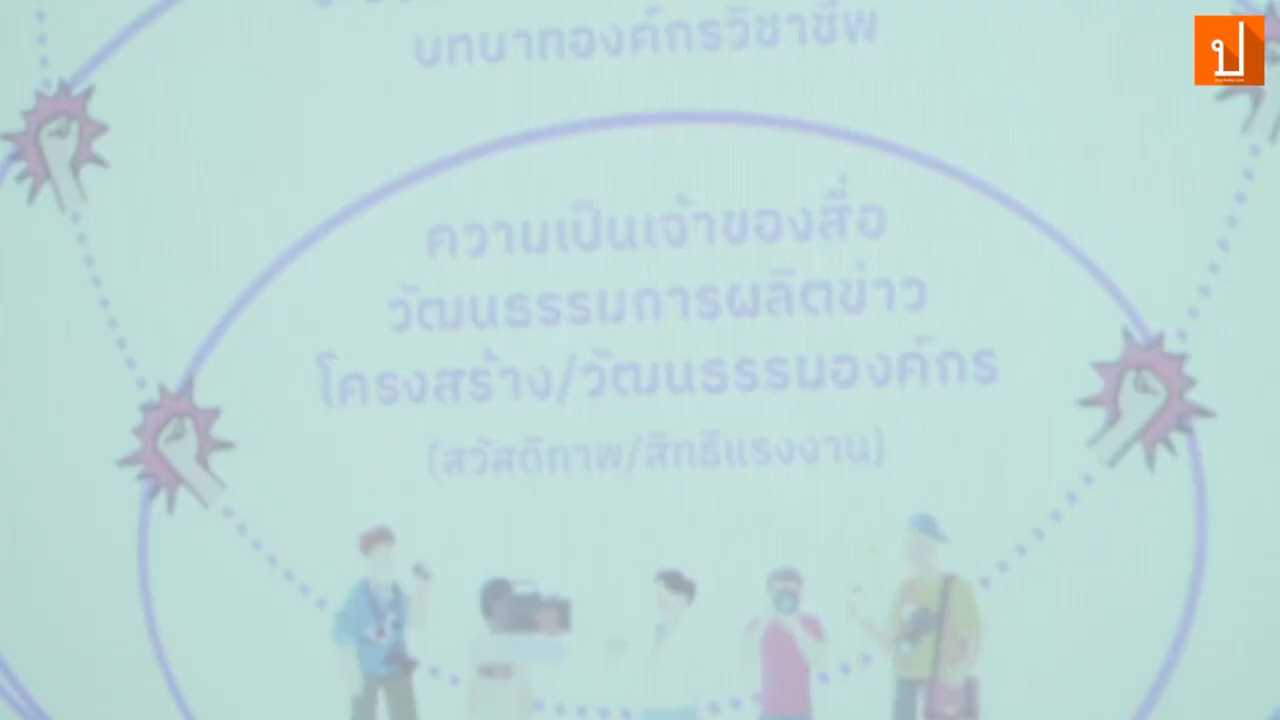 บทบาทองค์กรวิชาชีพ
ความเป็นเจ้าของสื่อ
วัฒนธรรมการผลิตข่าว
โครงสร้าง/วัฒนธรรมองค์กร
(สวัสดิภาพ/สิทธิแรงงาน)
ป